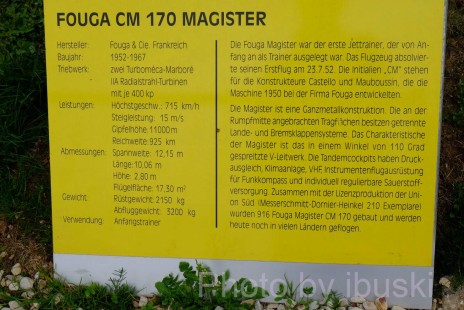 FOUGA CM 170 MAGISTER
Hersteller: Fouga & Cie. Frankreich
Baujahr: 1952-1967
Triebwerk: zwei Turboméca-Marboré
IIA Radialstrahl-Turbinen
mit je 400 kp
Leistungen: Höchstgeschw.: 715 km/h
Steigleistung: 15 m/s
Gipfelhöhe: 11000m
Reichweite: 925 km
Abmessungen: Spannweite: 12,15 m
Länge: 10,06 m
Höhe: 2,80 m
Flügelfläche: 17,30 m²
Gewicht: Rüstgewicht: 2150 kg
Abfluggewicht: 3200 kg
Verwendung: Anfangstrainer
Die Fouga Magister war der erste Jettrainer, der von An-
fang an als Trainer ausgelegt war. Das Flugzeug absolvier-
te seinen Erstflug am 23.7.52. Die Initialien „CM" stehen
für die Konstrukteure Castello und Mauboussin, die die
Maschine 1950 bei der Firma Fouga entwickelten.
Die Magister ist eine Ganzmetallkonstruktion. Die an der
Rumpfmitte angebrachten Tragflächen besitzen getrennte
Lande- und Bremsklappensysteme. Das Charakteristische
der Magister ist das in einem Winkel von 110 Grad
gespreitzte V-Leitwerk. Die Tandemcockpits haben Druck-
ausgleich, Klimaanlage, VHF Instrumentenflugausrüstung
für Funkkompass und individuell regulierbare Sauerstoff-
versorgung. Zusammen mit der Lizenzproduktion der Uni-
on Süd (Messerschmitt-Dornier-Heinkel 210 Exemplare)
wurden 916 Fouga Magister CM 170 gebaut und werden
heute noch in vielen Ländern geflogen.
Photo by ibuski